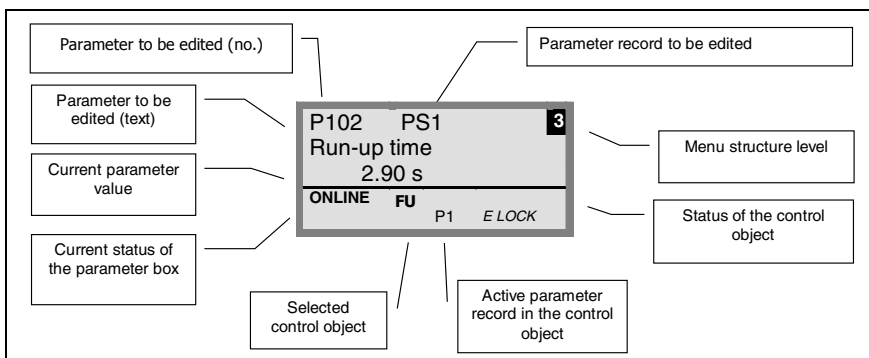 Parameter to be edited (no.)
Parameter record to be edited
Parameter to be
edited (text)
Current parameter
value
Current status of
the parameter box
P102 PS1 3
Run-up time
2.90 s
ONLINE FU
P1 E LOCK
Menu structure level
Status of the control
object
Selected
control object
Active parameter
record in the control
object